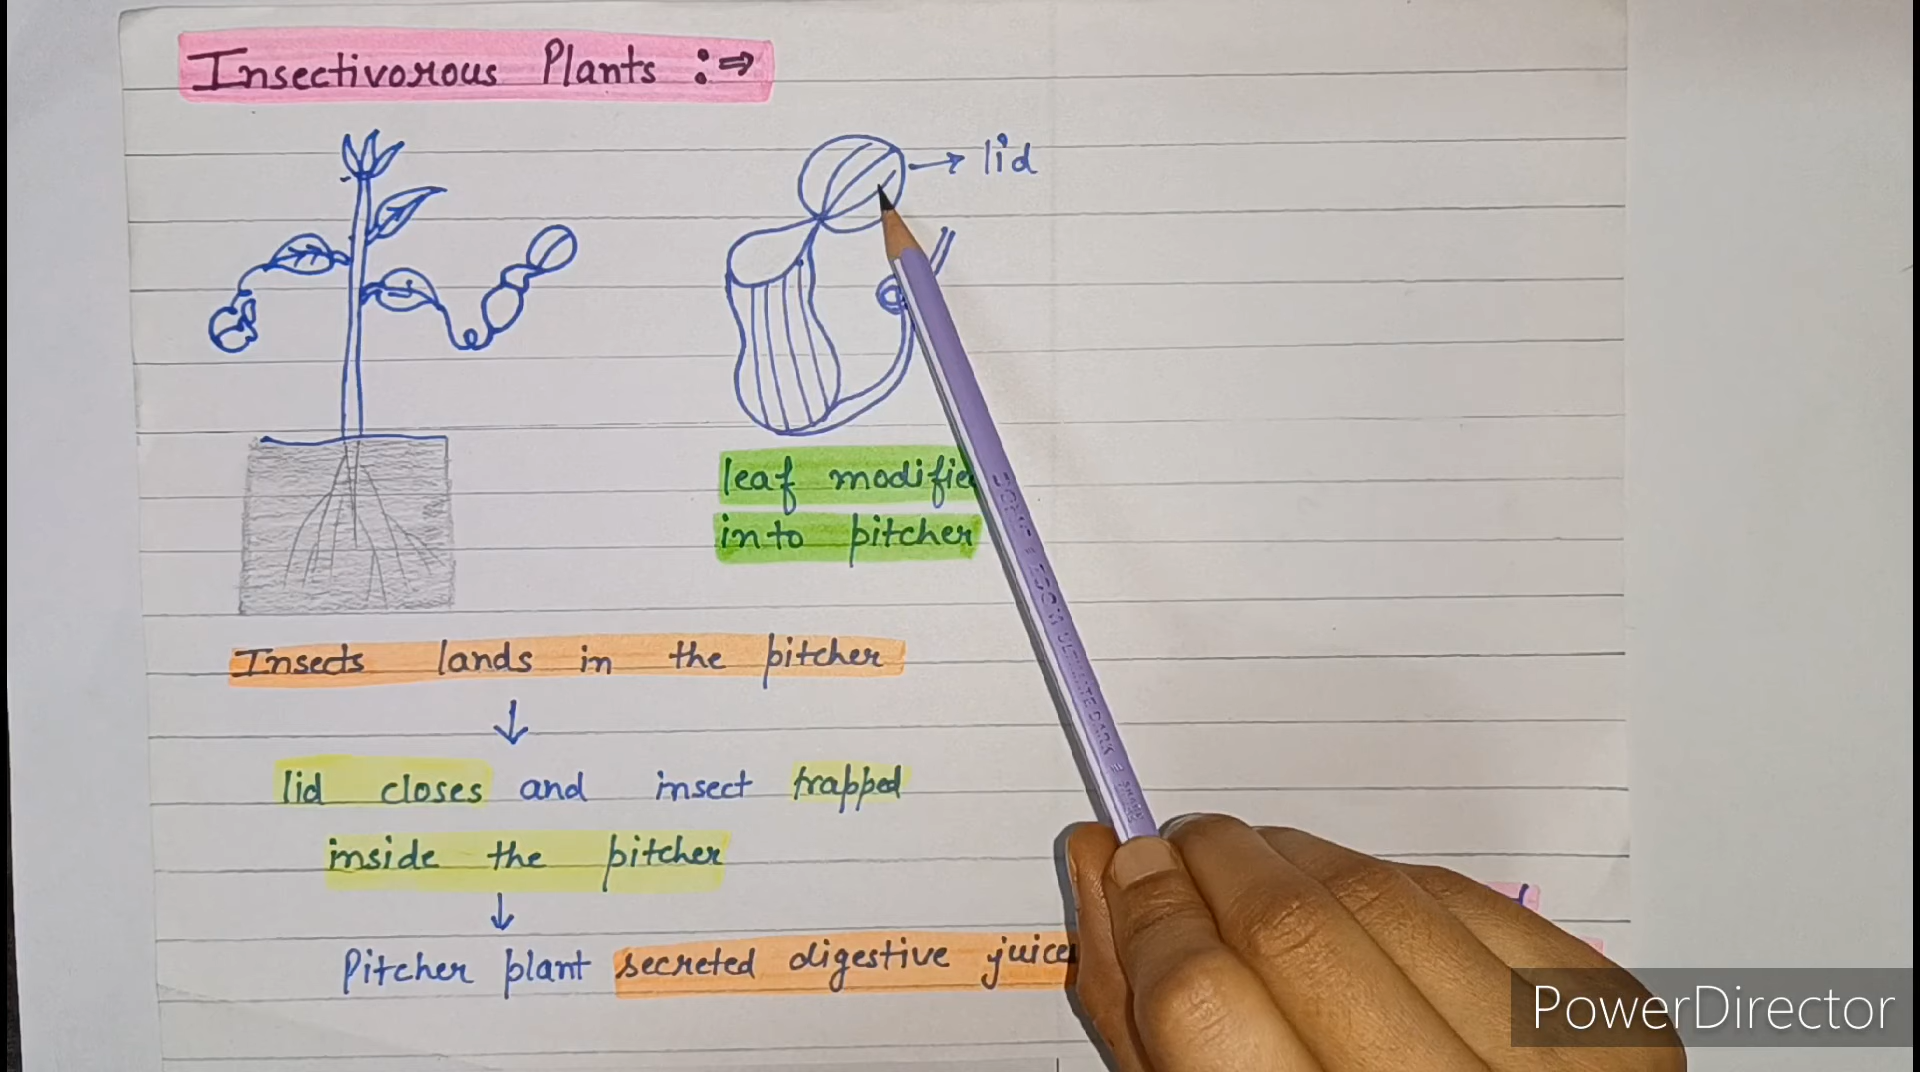 Insectivorous Plants :⇒
→ lid
leaf modifie
into pitcher
Insects lands in the pitcher
↓
lid closes and insect trapped
inside the pitcher
↓
Pitcher plant secreted digestive juices
PowerDirector